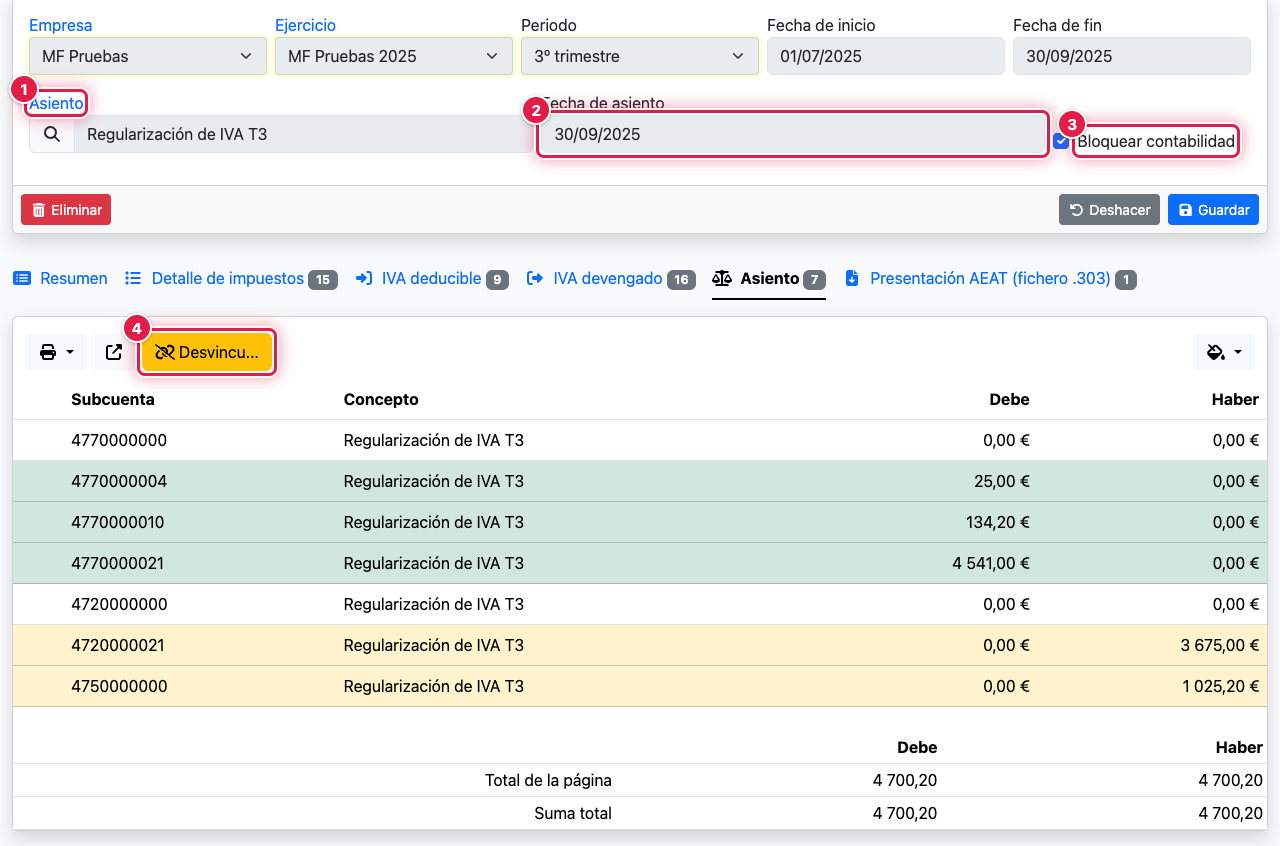 Empresa Ejercicio Periodo Fecha de inicio Fecha de fin
MF Pruebas MF Pruebas 2025 3º trimestre 01/07/2025 30/09/2025
1 Asiento 2 Fecha de asiento 3
Regularización de IVA T3 30/09/2025 Bloquear contabilidad
Eliminar Deshacer Guardar
Resumen Detalle de impuestos 15 IVA deducible 9 IVA devengado 16 Asiento 7 Presentación AEAT (fichero .303) 1
4 Desvincu...
Subcuenta Concepto Debe Haber
4770000000 Regularización de IVA T3 0,00 € 0,00 €
4770000004 Regularización de IVA T3 25,00 € 0,00 €
4770000010 Regularización de IVA T3 134,20 € 0,00 €
4770000021 Regularización de IVA T3 4 541,00 € 0,00 €
4720000000 Regularización de IVA T3 0,00 € 0,00 €
4720000021 Regularización de IVA T3 0,00 € 3 675,00 €
4750000000 Regularización de IVA T3 0,00 € 1 025,20 €
Debe Haber
Total de la página 4 700,20 4 700,20
Suma total 4 700,20 4 700,20